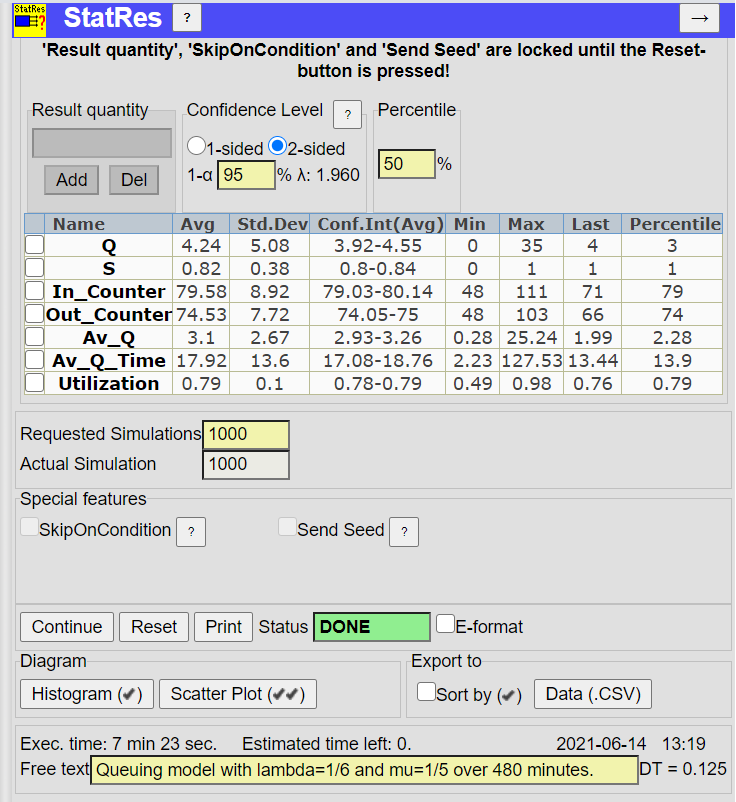 StatRes
StatRes ? →
'Result quantity', 'SkipOnCondition' and 'Send Seed' are locked until the Reset-
button is pressed!
Result quantity Confidence Level ? Percentile
1-sided 2-sided
1-α 95 % λ: 1.960 50 %
Add Del
Name Avg Std.Dev Conf.Int(Avg) Min Max Last Percentile
Q 4.24 5.08 3.92-4.55 0 35 4 3
S 0.82 0.38 0.8-0.84 0 1 1 1
In_Counter 79.58 8.92 79.03-80.14 48 111 71 79
Out_Counter 74.53 7.72 74.05-75 48 103 66 74
Av_Q 3.1 2.67 2.93-3.26 0.28 25.24 1.99 2.28
Av_Q_Time 17.92 13.6 17.08-18.76 2.23 127.53 13.44 13.9
Utilization 0.79 0.1 0.78-0.79 0.49 0.98 0.76 0.79
Requested Simulations 1000
Actual Simulation 1000
Special features
SkipOnCondition ? Send Seed ?
Continue Reset Print Status DONE E-format
Diagram Export to
Histogram (✔) Scatter Plot (✔✔) Sort by (✔) Data (.CSV)
Exec. time: 7 min 23 sec. Estimated time left: 0. 2021-06-14 13:19
Free text Queuing model with lambda=1/6 and mu=1/5 over 480 minutes. DT = 0.125